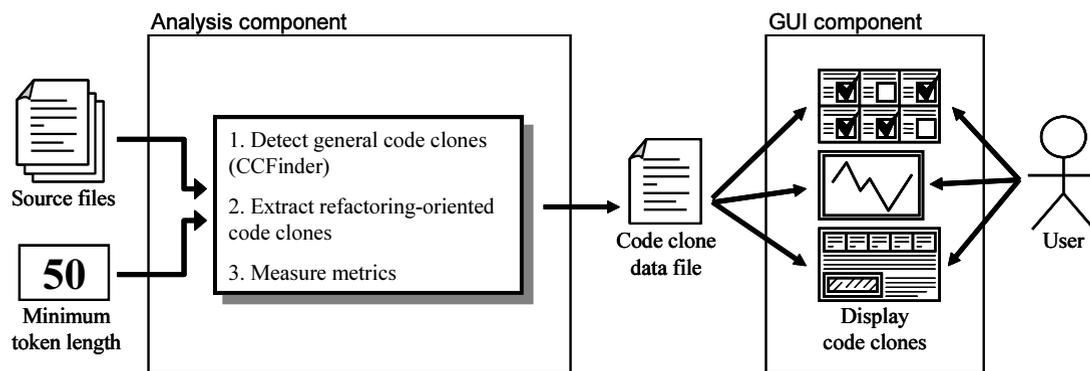 Analysis component
GUI component
1. Detect general code clones
(CCFinder)
2. Extract refactoring-oriented
code clones
3. Measure metrics
Source files
50
Minimum
token length
Code clone
data file
Display
code clones
User